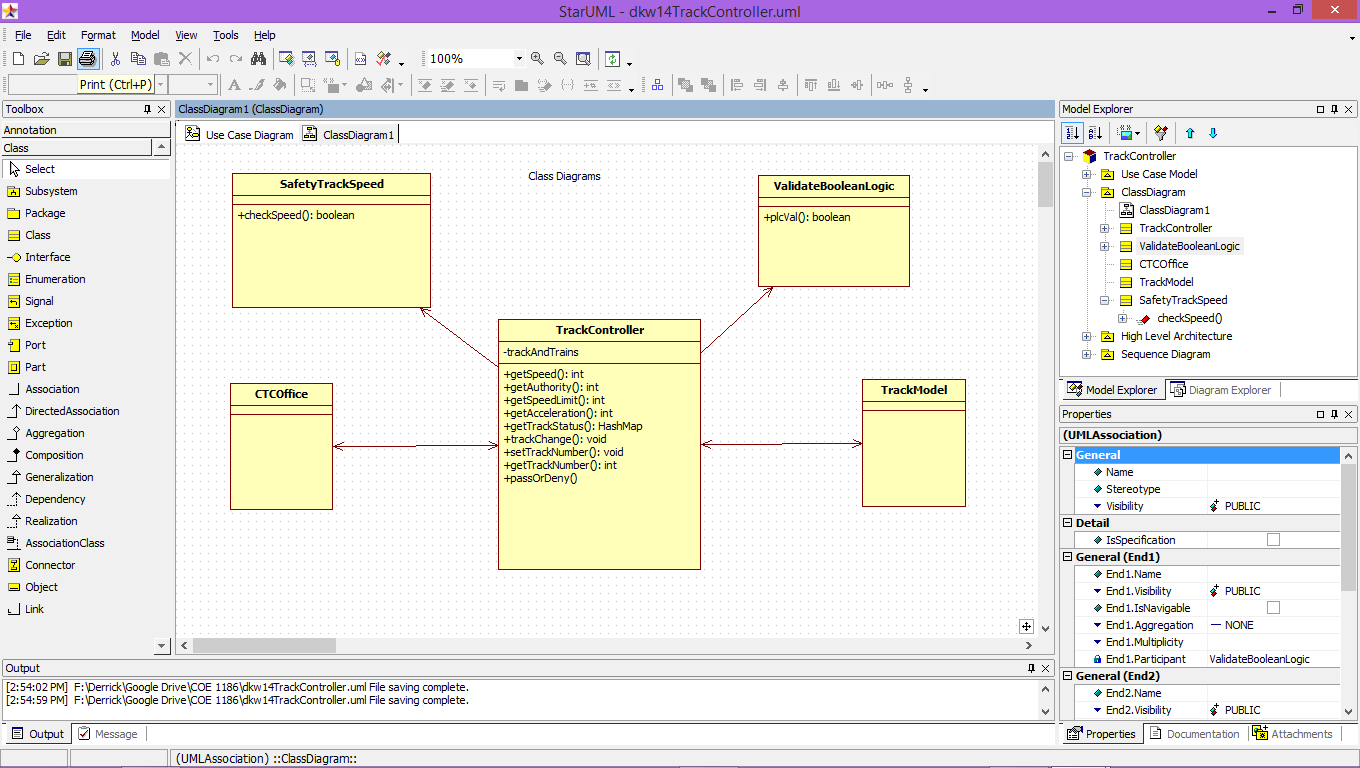 StarUML - dkw14TrackController.uml
File Edit Format Model View Tools Help
100%
Print (Ctrl+P)
Toolbox
Annotation
Class
Select
Subsystem
Package
Class
Interface
Enumeration
Signal
Exception
Port
Part
Association
DirectedAssociation
Aggregation
Composition
Generalization
Dependency
Realization
AssociationClass
Connector
Object
Link
ClassDiagram1 (ClassDiagram)
Use Case Diagram ClassDiagram1
Class Diagrams
SafetyTrackSpeed
+checkSpeed(): boolean
ValidateBooleanLogic
+plcVal(): boolean
TrackController
-trackAndTrains
+getSpeed(): int
+getAuthority(): int
+getSpeedLimit(): int
+getAcceleration(): int
+getTrackStatus(): HashMap
+trackChange(): void
+setTrackNumber(): void
+getTrackNumber(): int
+passOrDeny()
CTCOffice
TrackModel
Model Explorer
TrackController
Use Case Model
ClassDiagram
ClassDiagram1
TrackController
ValidateBooleanLogic
CTCOffice
TrackModel
SafetyTrackSpeed
checkSpeed()
High Level Architecture
Sequence Diagram
Model Explorer Diagram Explorer
Properties
(UMLAssociation)
General
Name
Stereotype
Visibility PUBLIC
Detail
IsSpecification
General (End1)
End1.Name
End1.Visibility PUBLIC
End1.IsNavigable
End1.Aggregation NONE
End1.Multiplicity
End1.Participant ValidateBooleanLogic
General (End2)
End2.Name
End2.Visibility PUBLIC
Properties Documentation Attachments
Output
[2:54:02 PM] F:\Derrick\Google Drive\COE 1186\dkw14TrackController.uml File saving complete.
[2:54:59 PM] F:\Derrick\Google Drive\COE 1186\dkw14TrackController.uml File saving complete.
Output Message
(UMLAssociation) ::ClassDiagram::